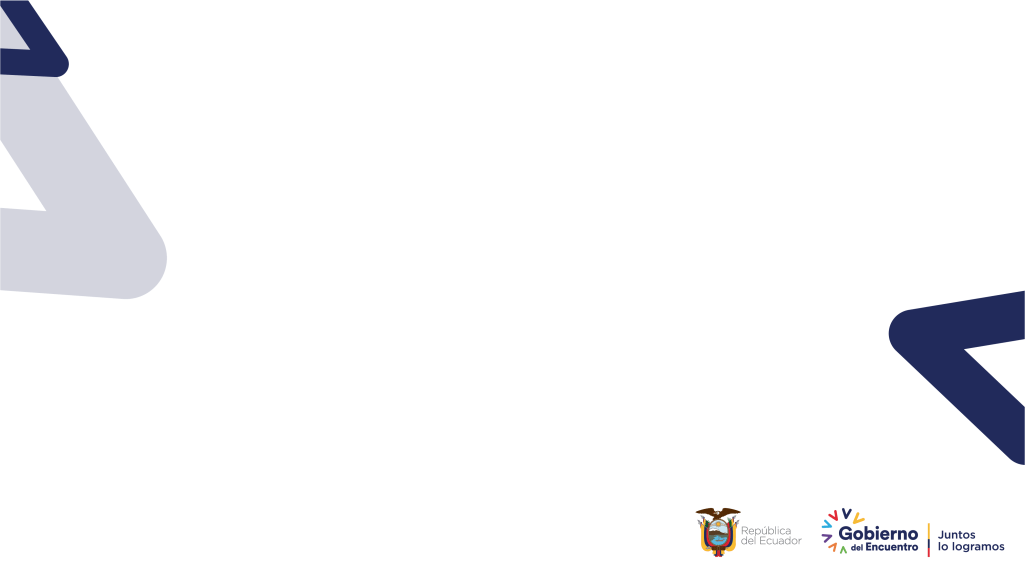 República
del Ecuador
Gobierno
del Encuentro
Juntos
lo logramos